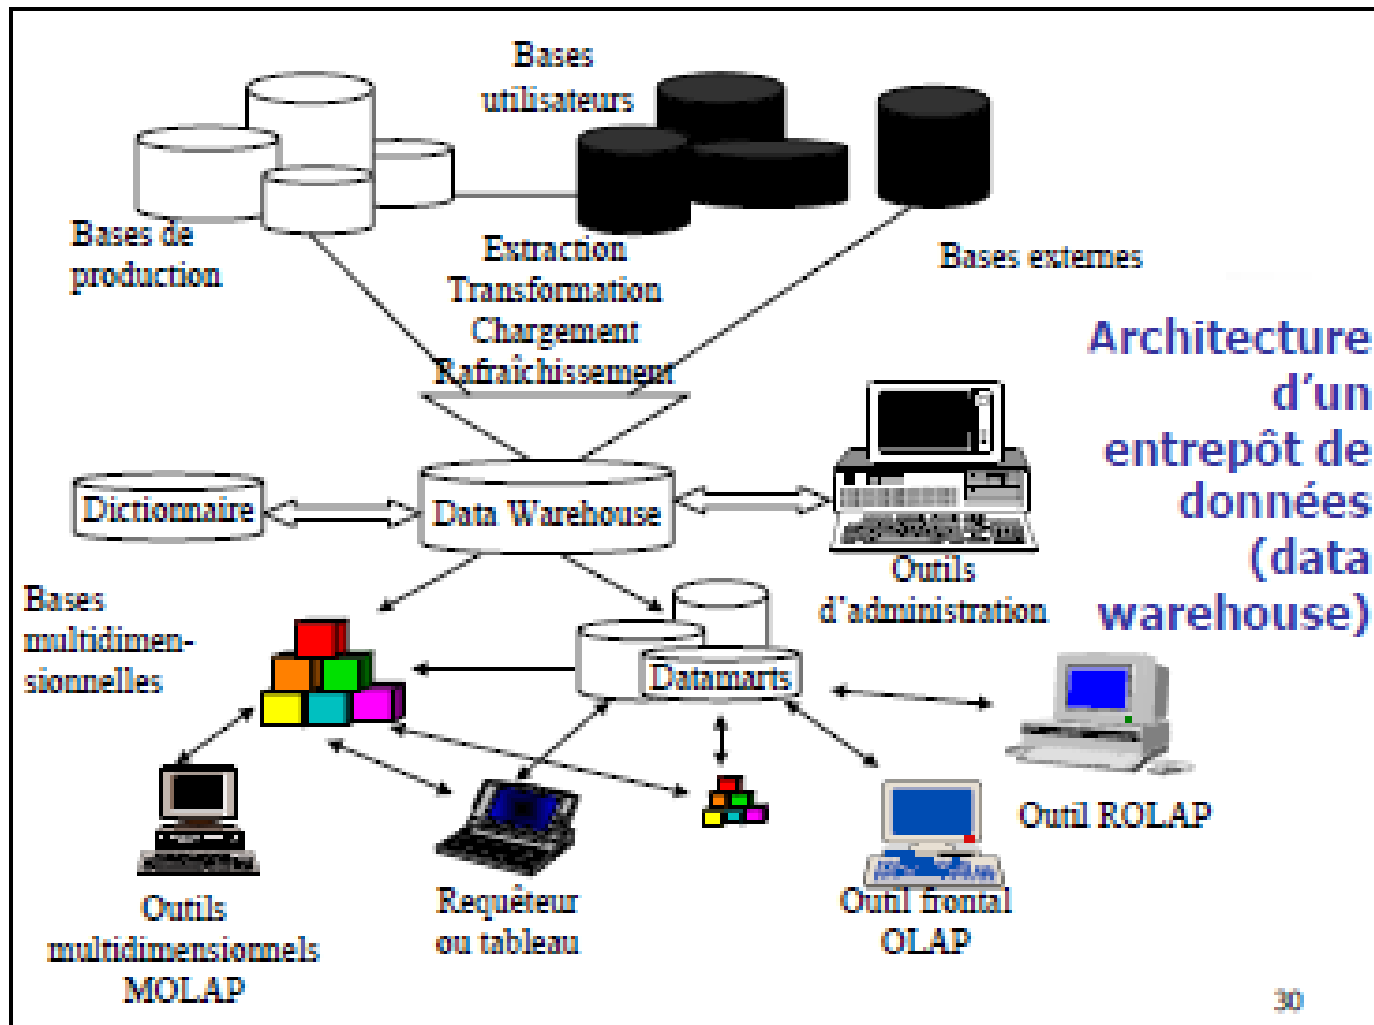 Bases
utilisateurs
Bases de
production
Extraction
Transformation
Chargement
Rafraîchissement
Bases externes
Architecture
d'un
entrepôt de
données
(data
warehouse)
Dictionnaire
Data Warehouse
Outils
d'administration
Bases
multidimen-
sionnelles
Datamarts
Outil ROLAP
Outils
multidimensionnels
MOLAP
Requêteur
ou tableau
Outil frontal
OLAP
30